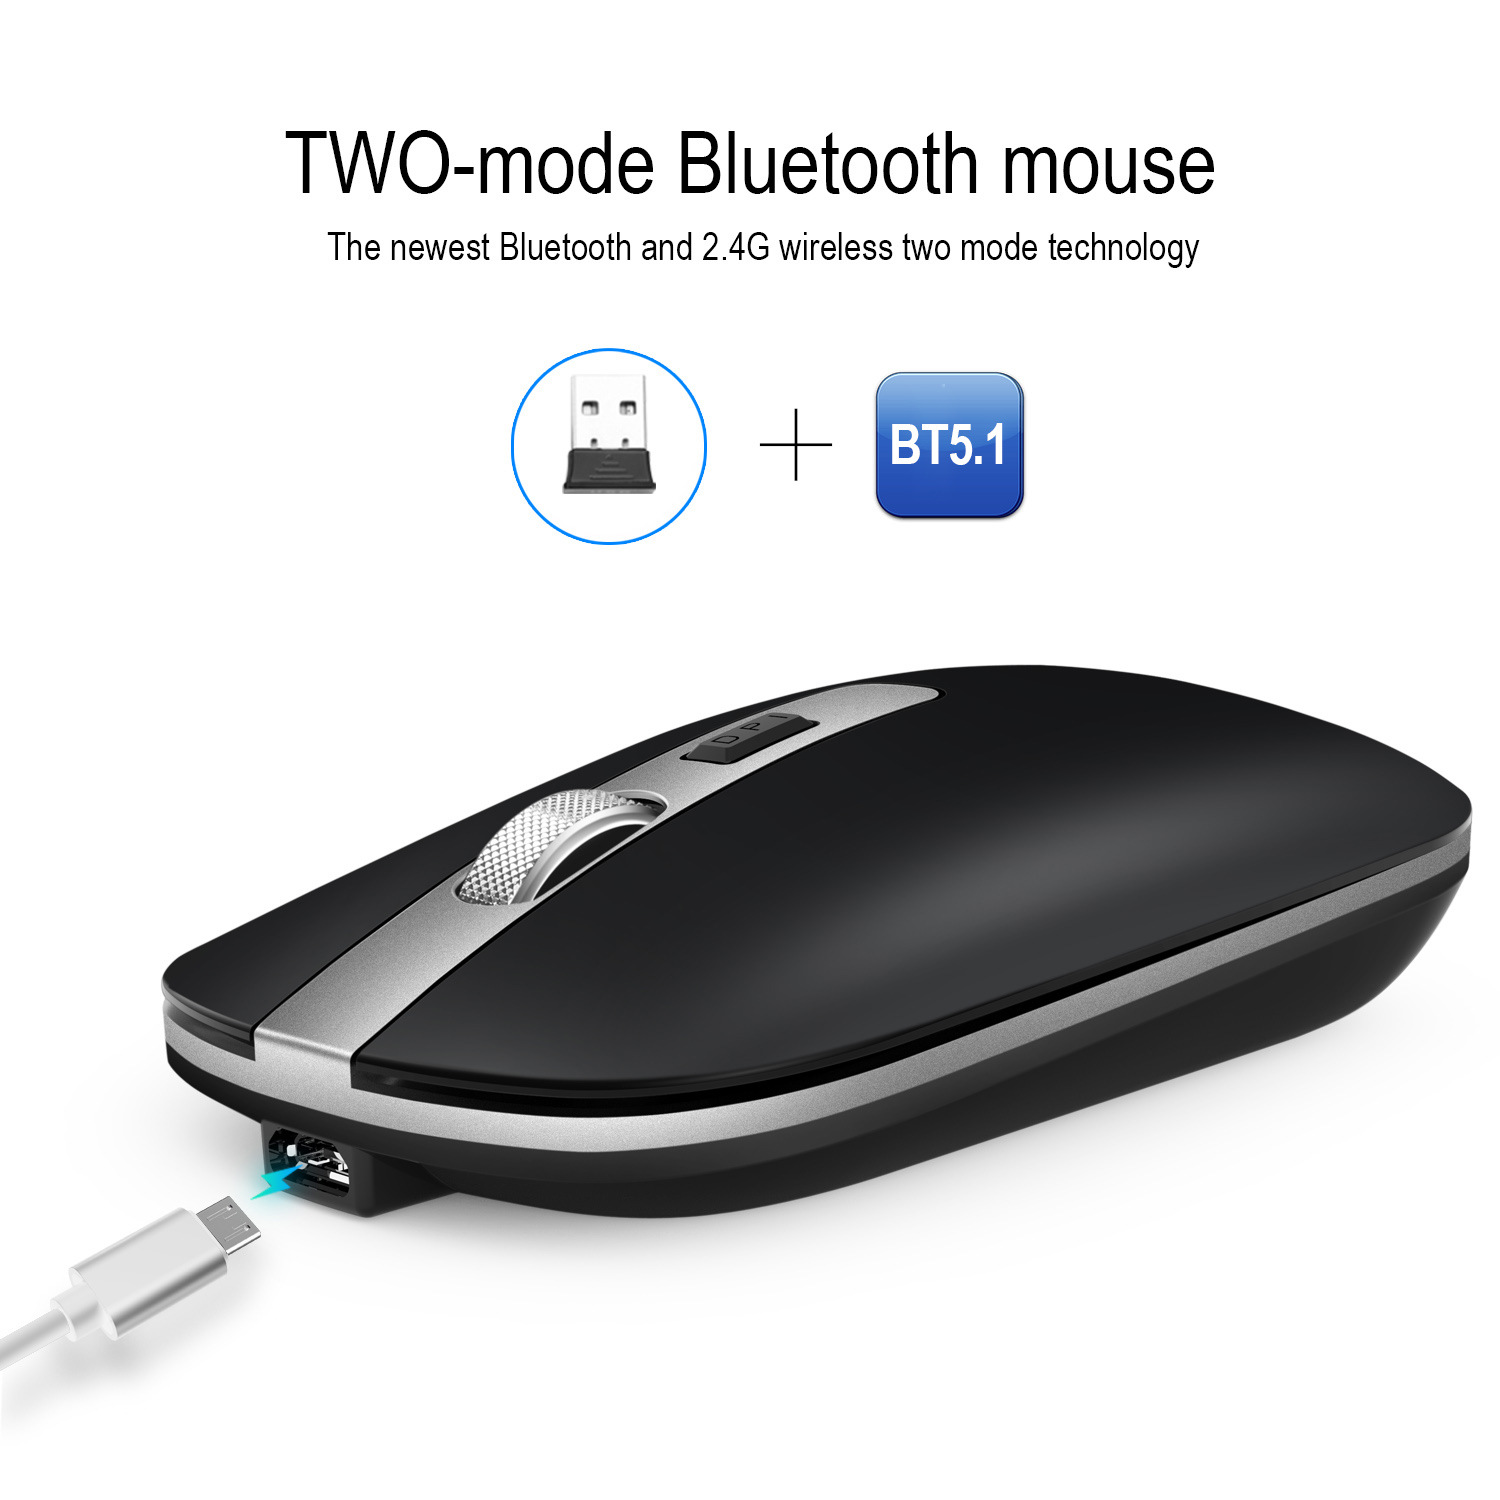 TWO-mode Bluetooth mouse
The newest Bluetooth and 2.4G wireless two mode technology
BT5.1
DPI